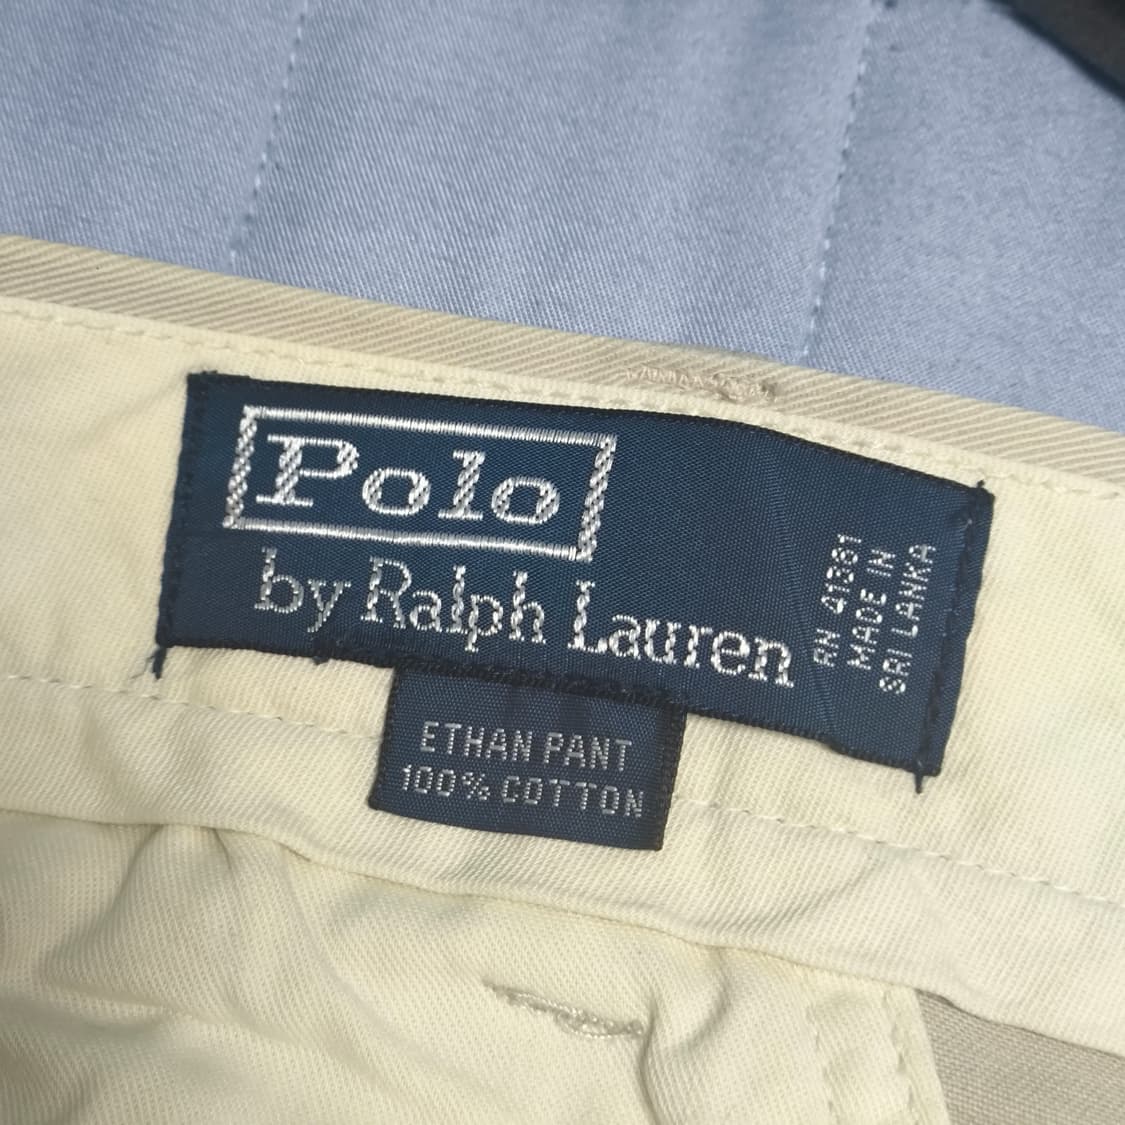 Polo
by Ralph Lauren
RN 41381
MADE IN
SRI LANKA
ETHAN PANT
100% COTTON